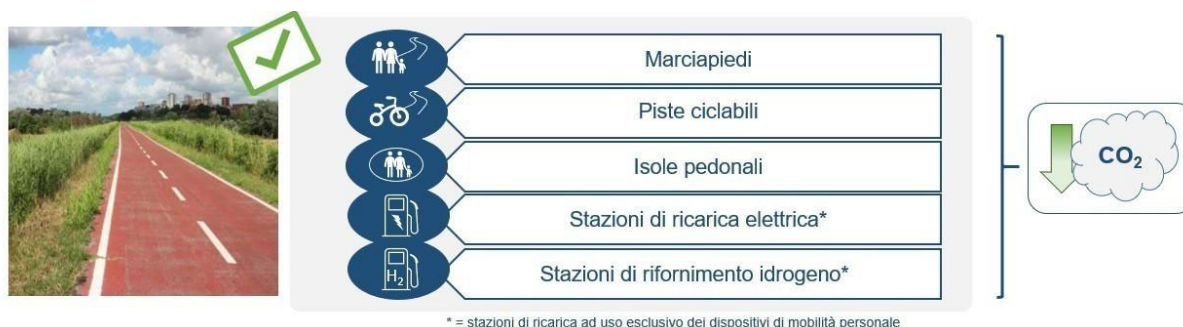 Marciapiedi
Piste ciclabili
Isole pedonali
Stazioni di ricarica elettrica*
H₂
Stazioni di rifornimento idrogeno*
CO₂
* = stazioni di ricarica ad uso esclusivo dei dispositivi di mobilità personale